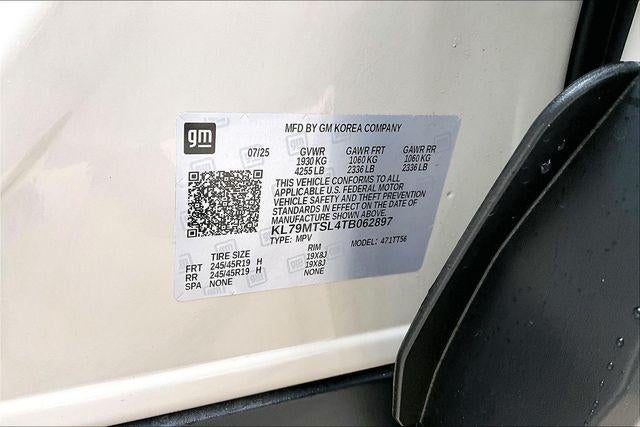 gm
MFD BY GM KOREA COMPANY
07/25 GVWR GAWR FRT GAWR RR
1930 KG 1060 KG 1060 KG
4255 LB 2336 LB 2336 LB
THIS VEHICLE CONFORMS TO ALL
APPLICABLE U.S. FEDERAL MOTOR
VEHICLE SAFETY AND THEFT PREVENTION
STANDARDS IN EFFECT ON THE DATE OF
MANUFACTURE SHOWN ABOVE.
KL79MTSL4TB062897
TYPE: MPV MODEL: 471TT56
TIRE SIZE RIM
FRT 245/45R19 H 19X8J
RR 245/45R19 H 19X8J
SPA NONE NONE